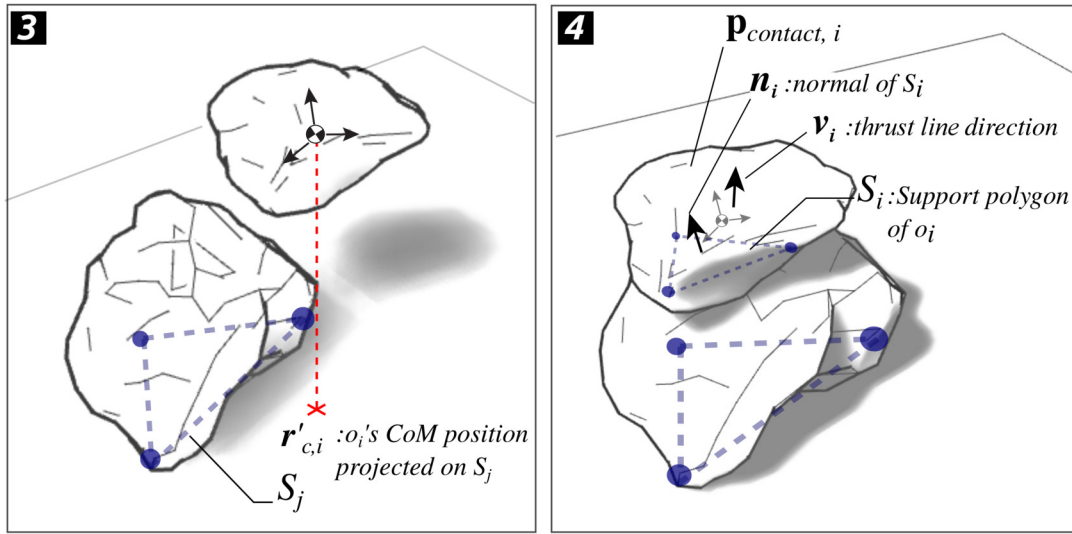 3
r'c,i :oi's CoM position
projected on Sj
Sj
4
pcontact, i
ni :normal of Si
vi :thrust line direction
Si :Support polygon
of oi